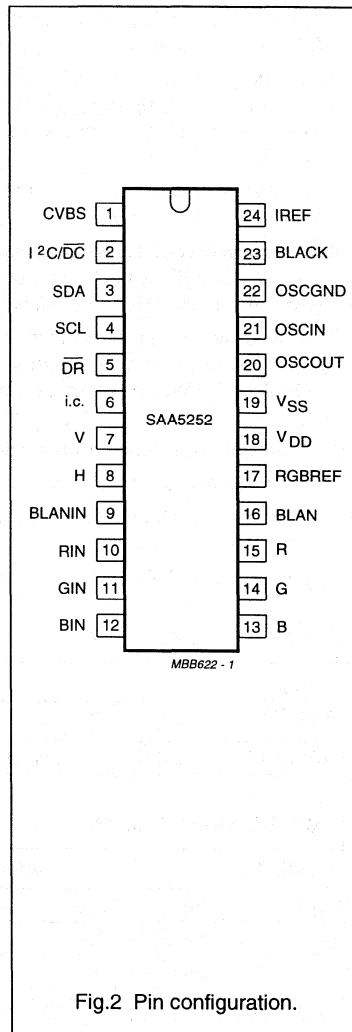 CVBS 1 24 IREF
I²C/D̅C̅ 2 23 BLACK
SDA 3 22 OSCGND
SCL 4 21 OSCIN
D̅R̅ 5 20 OSCOUT
i.c. 6 19 VSS
SAA5252
V 7 18 VDD
H 8 17 RGBREF
BLANIN 9 16 BLAN
RIN 10 15 R
GIN 11 14 G
BIN 12 13 B
MBB622 - 1
Fig.2 Pin configuration.